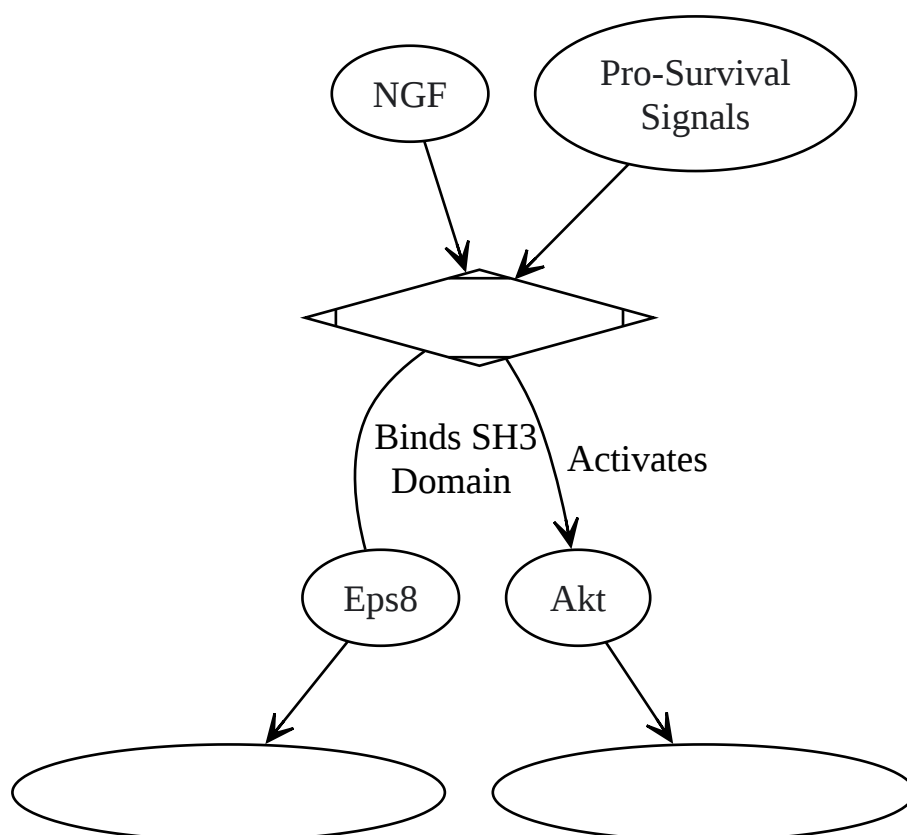 NGF
Pro-Survival
Signals
Binds SH3
Domain
Activates
Eps8
Akt